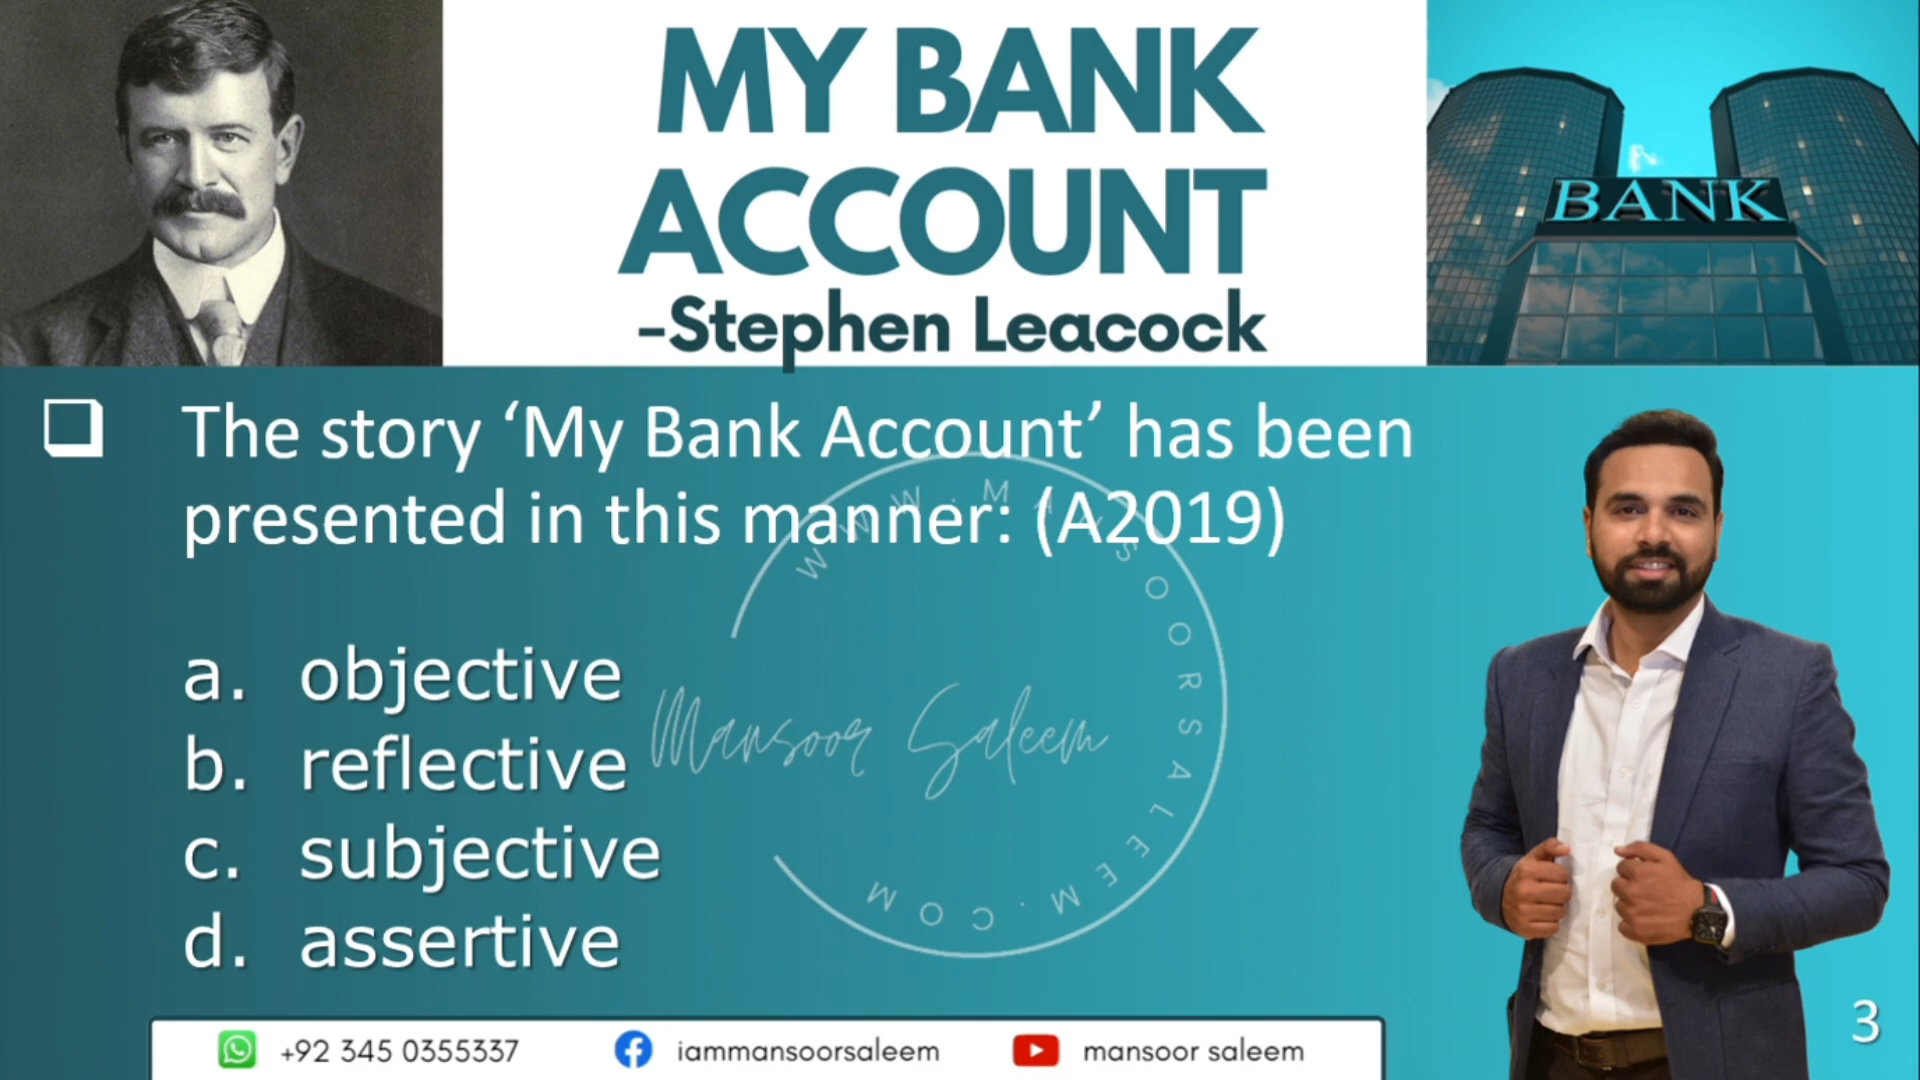 MY BANK
ACCOUNT
-Stephen Leacock
BANK
❑ The story ‘My Bank Account’ has been
presented in this manner: (A2019)
a. objective
b. reflective
c. subjective
d. assertive
WWW.MANSOORSALEEM.COM
Mansoor Saleem
+92 345 0355337
iammansoorsaleem
mansoor saleem
3